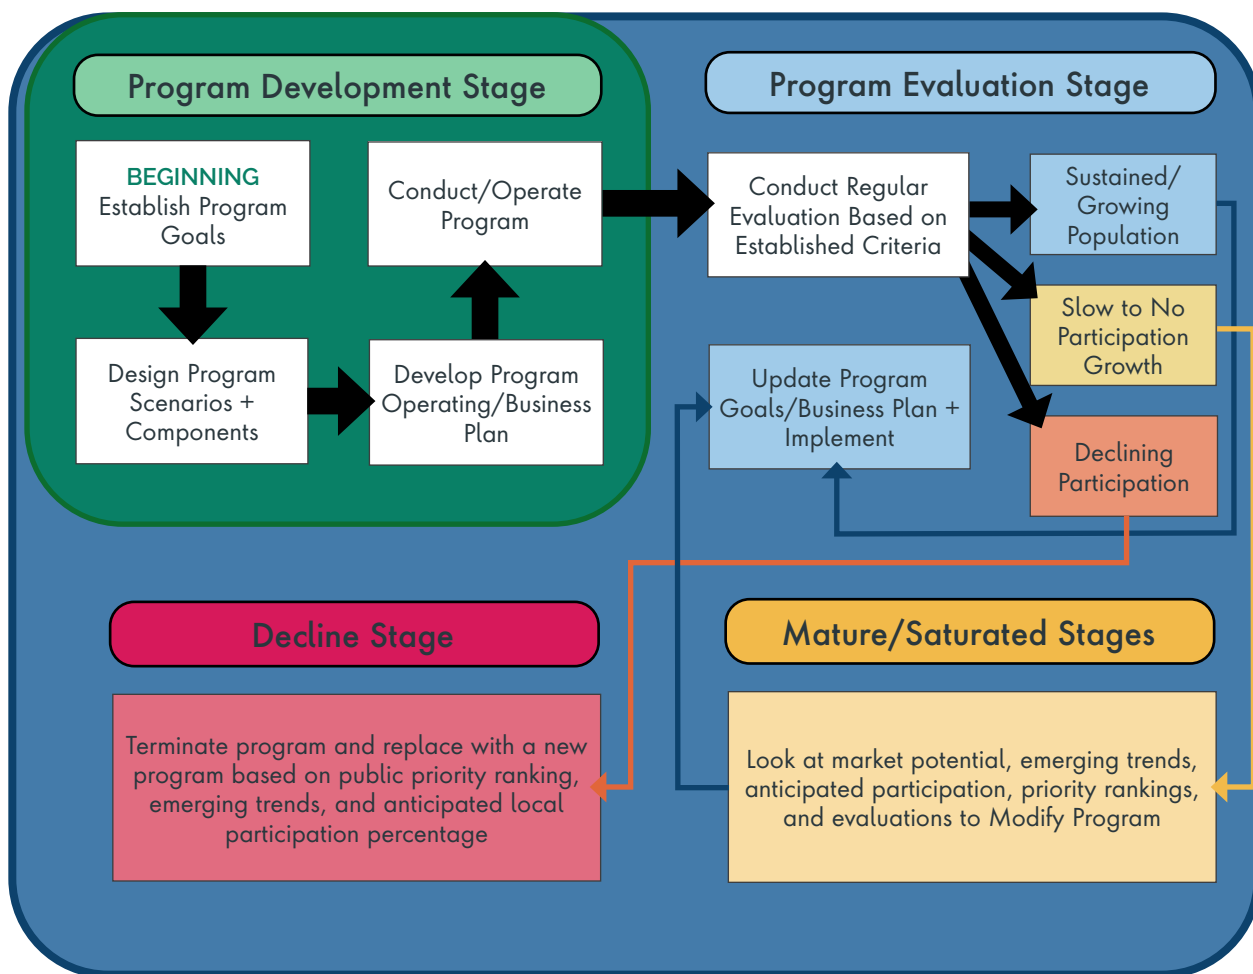 Program Development Stage
BEGINNING
Establish Program
Goals
Design Program
Scenarios +
Components
Develop Program
Operating/Business
Plan
Conduct/Operate
Program
Program Evaluation Stage
Conduct Regular
Evaluation Based on
Established Criteria
Sustained/
Growing
Population
Slow to No
Participation
Growth
Declining
Participation
Update Program
Goals/Business Plan +
Implement
Decline Stage
Terminate program and replace with a new
program based on public priority ranking,
emerging trends, and anticipated local
participation percentage
Mature/Saturated Stages
Look at market potential, emerging trends,
anticipated participation, priority rankings,
and evaluations to Modify Program